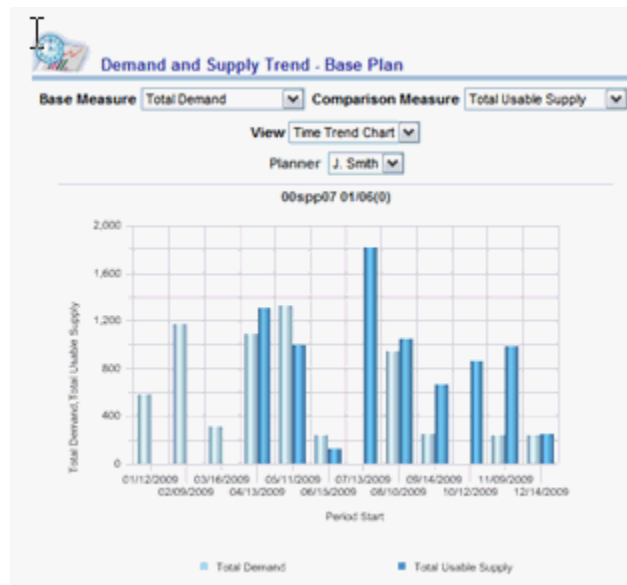 Demand and Supply Trend - Base Plan
Base Measure Total Demand Comparison Measure Total Usable Supply
View Time Trend Chart
Planner J. Smith
00spp07 01/06(0)
2,000
1,600
1,200
800
400
0
Total Demand,Total Usable Supply
01/12/2009 03/16/2009 05/11/2009 07/13/2009 09/14/2009 11/09/2009
02/09/2009 04/13/2009 06/15/2009 08/10/2009 10/12/2009 12/14/2009
Period Start
Total Demand Total Usable Supply